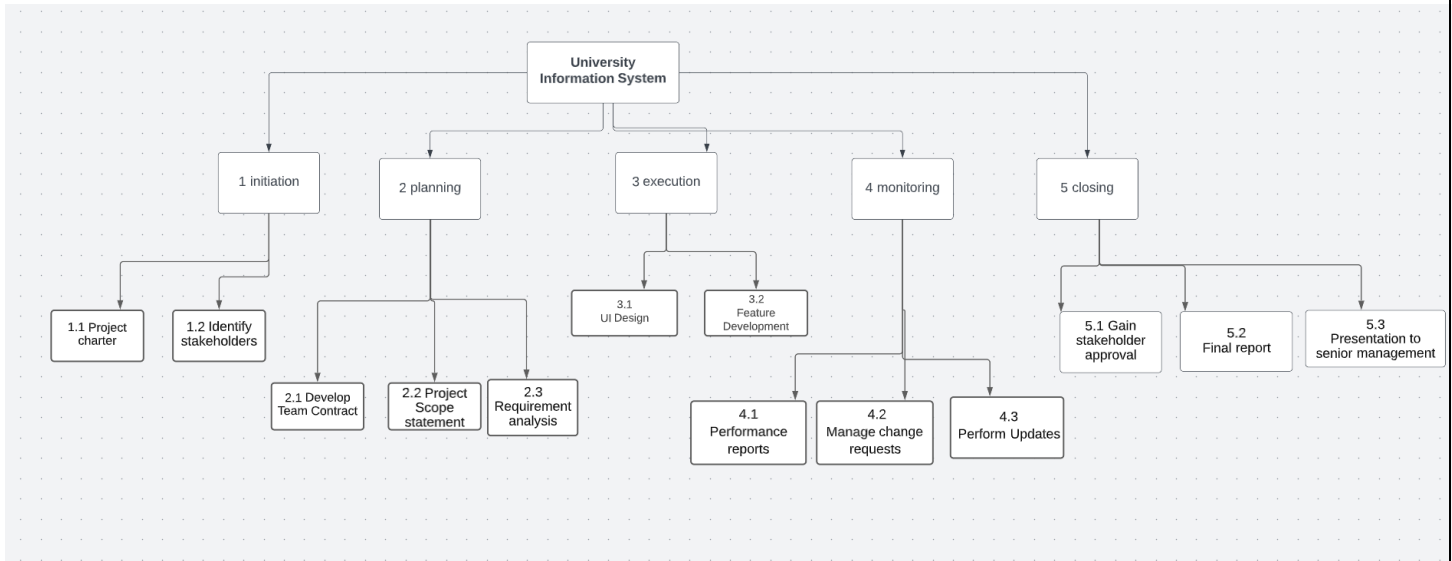 University
Information System
1 initiation
2 planning
3 execution
4 monitoring
5 closing
1.1 Project
charter
1.2 Identify
stakeholders
2.1 Develop
Team Contract
2.2 Project
Scope
statement
2.3
Requirement
analysis
3.1
UI Design
3.2
Feature
Development
4.1
Performance
reports
4.2
Manage change
requests
4.3
Perform Updates
5.1 Gain
stakeholder
approval
5.2
Final report
5.3
Presentation to
senior management